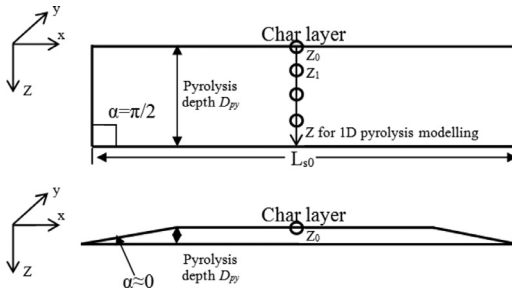 y
x
Z
Char layer
Z₀
Z₁
Pyrolysis
depth Dpy
α=π/2
Z for 1D pyrolysis modelling
Ls0
y
x
Z
Char layer
Z₀
α≈0
Pyrolysis
depth Dpy